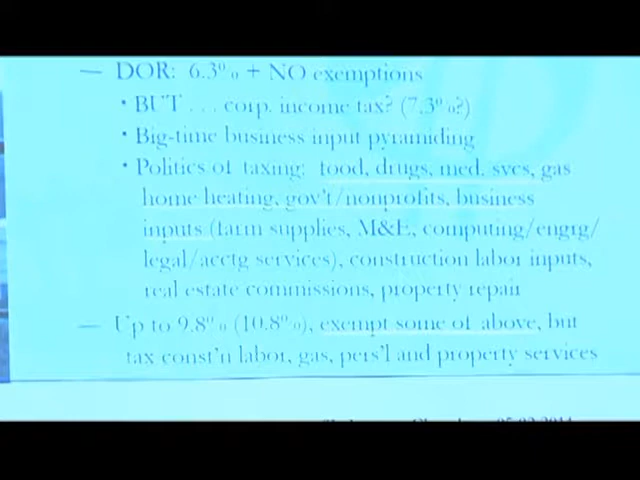 — DOR: 6.3% + NO exemptions
• BUT . . . corp. income tax? (7.3%?)
• Big-time business input pyramiding
• Politics of taxing: food, drugs, med. svcs, gas
home heating, gov't/nonprofits, business
inputs (farm supplies, M&E, computing/engrg/
legal/acctg services), construction labor inputs,
real estate commissions, property repair
— Up to 9.8% (10.8%), exempt some of above, but
tax const'n labor, gas, pers'l and property services